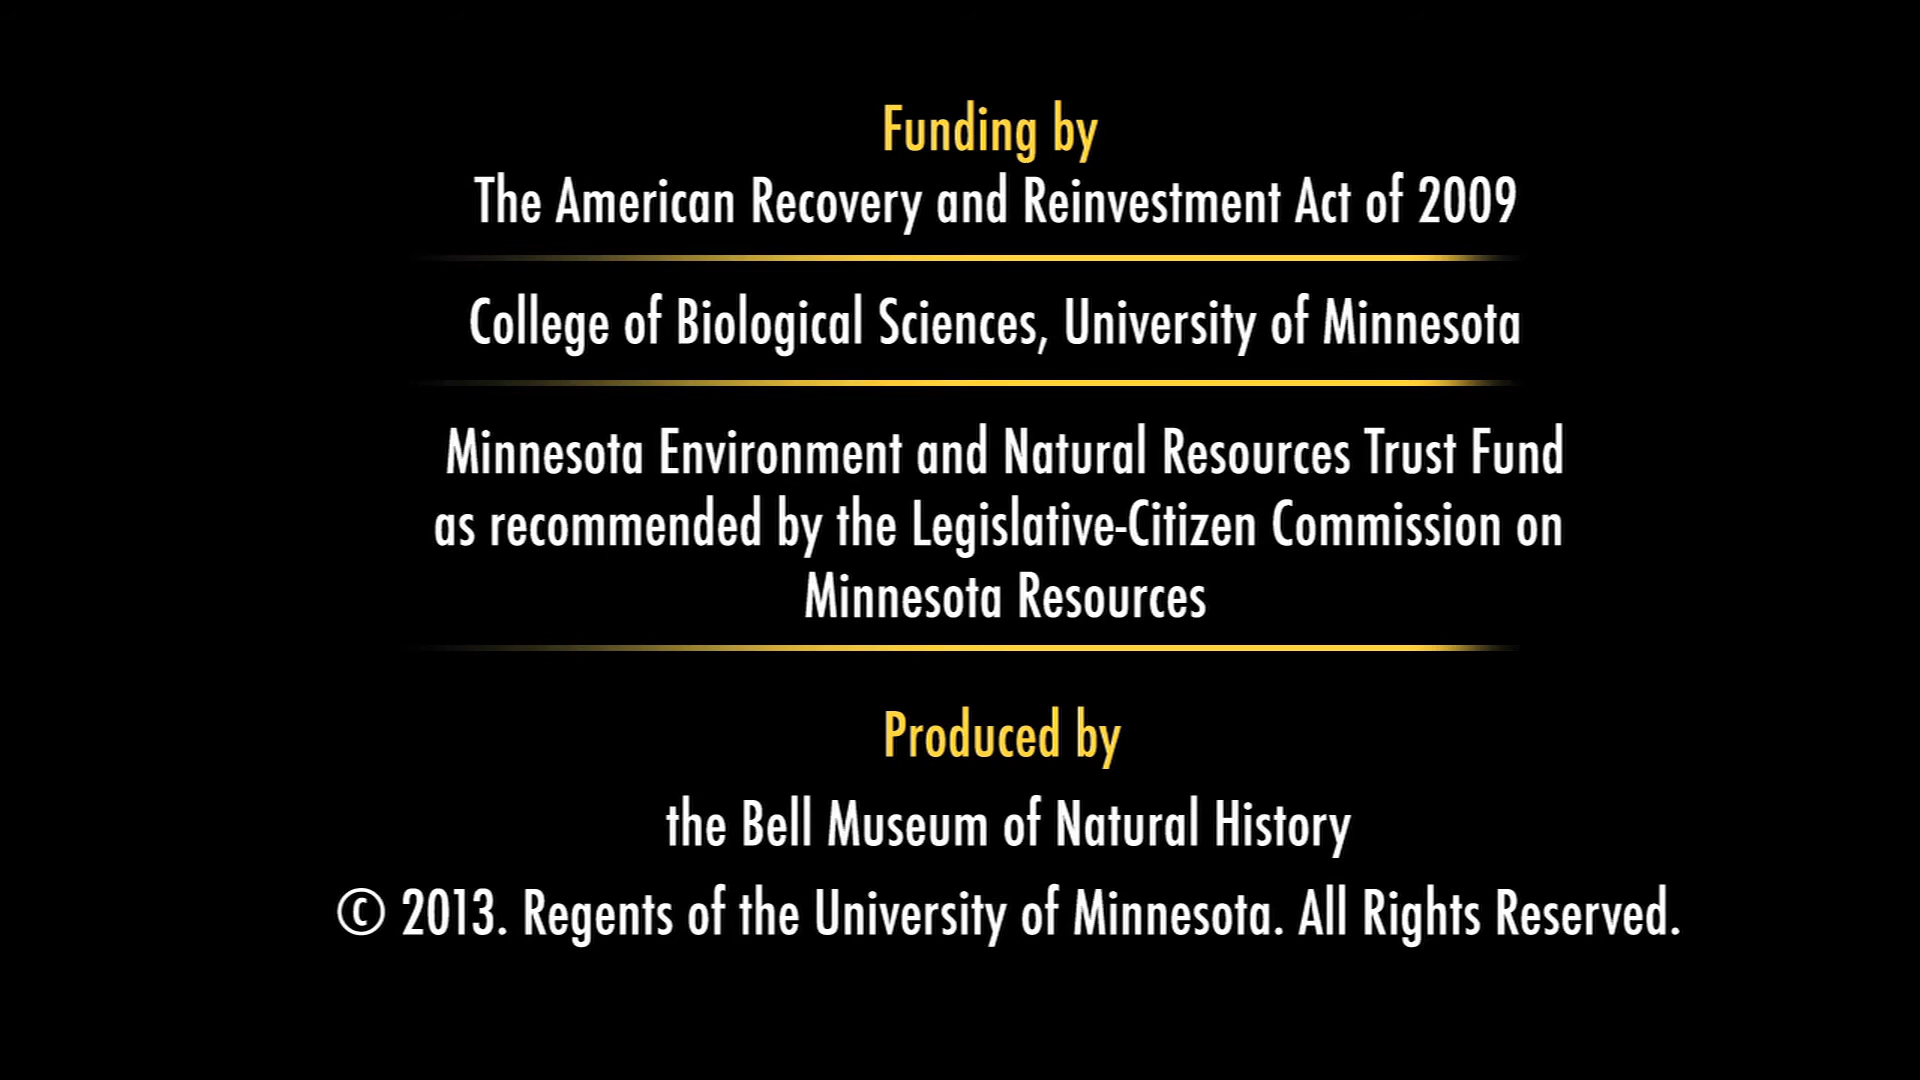 Funding by
The American Recovery and Reinvestment Act of 2009
College of Biological Sciences, University of Minnesota
Minnesota Environment and Natural Resources Trust Fund
as recommended by the Legislative-Citizen Commission on
Minnesota Resources
Produced by
the Bell Museum of Natural History
© 2013. Regents of the University of Minnesota. All Rights Reserved.